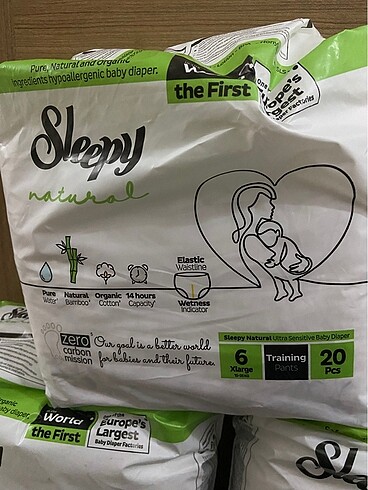 Pure, Natural and Organic
ingredients hypoallergenic baby diaper.
the First
Europe's
Largest
Sleepy
natural
Elastic
Waistline
Pure
Water*
Natural
Bamboo*
Organic
Cotton*
14 hours
Capacity*
Wetness
Indicator
zero
carbon
mission
Our goal is a better world
for babies and their future.
Sleepy Natural Ultra Sensitive Baby Diaper
6
Xlarge
Training
Pants
20
Pcs
World
the First
Europe's
Largest
Baby Diaper Factories